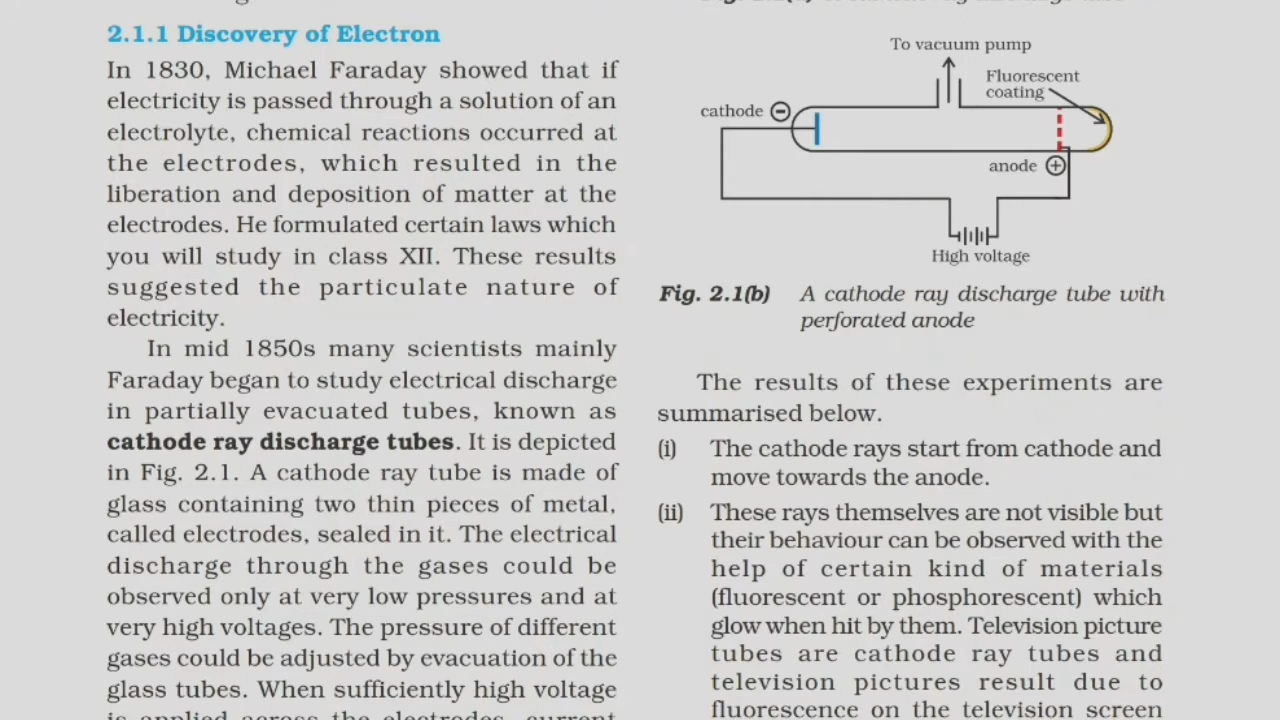 2.1.1 Discovery of Electron
In 1830, Michael Faraday showed that if
electricity is passed through a solution of an
electrolyte, chemical reactions occurred at
the electrodes, which resulted in the
liberation and deposition of matter at the
electrodes. He formulated certain laws which
you will study in class XII. These results
suggested the particulate nature of
electricity.
In mid 1850s many scientists mainly
Faraday began to study electrical discharge
in partially evacuated tubes, known as
cathode ray discharge tubes. It is depicted
in Fig. 2.1. A cathode ray tube is made of
glass containing two thin pieces of metal,
called electrodes, sealed in it. The electrical
discharge through the gases could be
observed only at very low pressures and at
very high voltages. The pressure of different
gases could be adjusted by evacuation of the
glass tubes. When sufficiently high voltage
is applied across the electrodes, current
To vacuum pump
Fluorescent
coating
cathode
anode
High voltage
Fig. 2.1(b) A cathode ray discharge tube with
perforated anode
The results of these experiments are
summarised below.
(i) The cathode rays start from cathode and
move towards the anode.
(ii) These rays themselves are not visible but
their behaviour can be observed with the
help of certain kind of materials
(fluorescent or phosphorescent) which
glow when hit by them. Television picture
tubes are cathode ray tubes and
television pictures result due to
fluorescence on the television screen